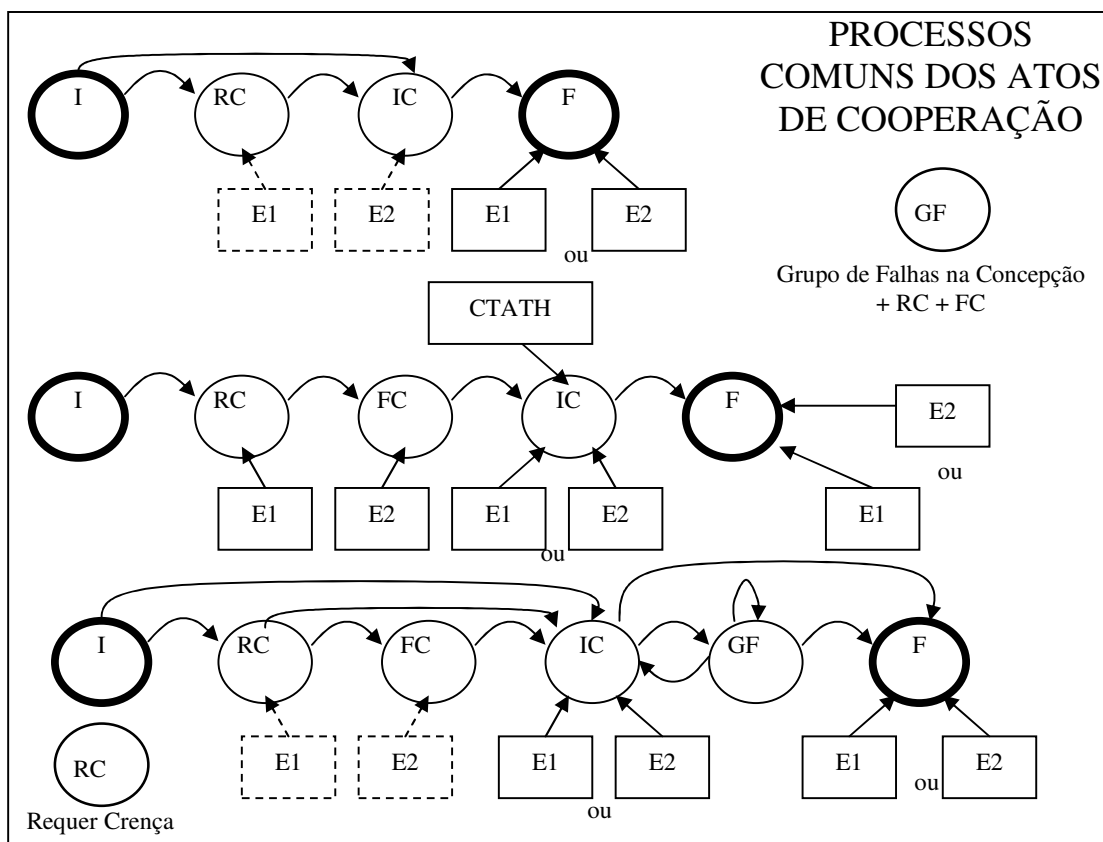 PROCESSOS
COMUNS DOS ATOS
DE COOPERAÇÃO
I
RC
IC
F
E1
E2
E1
E2
ou
GF
Grupo de Falhas na Concepção
+ RC + FC
CTATH
I
RC
FC
IC
F
E2
ou
E1
E2
E1
E2
E1
ou
I
RC
FC
IC
GF
F
E1
E2
E1
E2
E1
E2
ou
ou
RC
Requer Crença